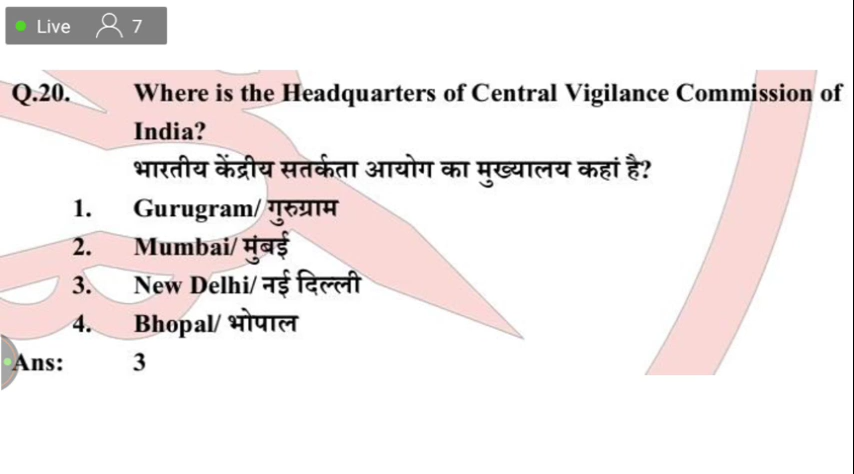 Live 7
Q.20. Where is the Headquarters of Central Vigilance Commission of
India?
भारतीय केंद्रीय सतर्कता आयोग का मुख्यालय कहां है?
1. Gurugram/ गुरुग्राम
2. Mumbai/ मुंबई
3. New Delhi/ नई दिल्ली
4. Bhopal/ भोपाल
Ans: 3